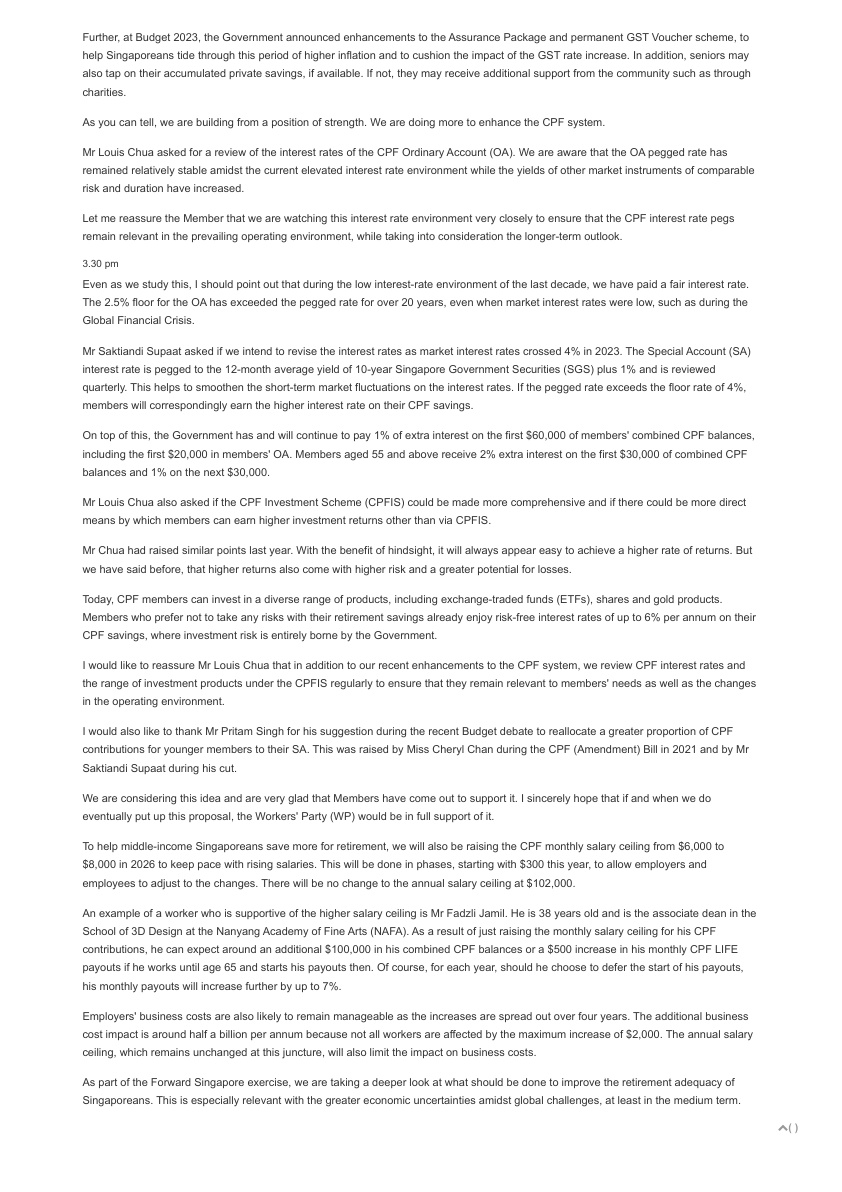 Further, at Budget 2023, the Government announced enhancements to the Assurance Package and permanent GST Voucher scheme, to
help Singaporeans tide through this period of higher inflation and to cushion the impact of the GST rate increase. In addition, seniors may
also tap on their accumulated private savings, if available. If not, they may receive additional support from the community such as through
charities.
As you can tell, we are building from a position of strength. We are doing more to enhance the CPF system.
Mr Louis Chua asked for a review of the interest rates of the CPF Ordinary Account (OA). We are aware that the OA pegged rate has
remained relatively stable amidst the current elevated interest rate environment while the yields of other market instruments of comparable
risk and duration have increased.
Let me reassure the Member that we are watching this interest rate environment very closely to ensure that the CPF interest rate pegs
remain relevant in the prevailing operating environment, while taking into consideration the longer-term outlook.
3.30 pm
Even as we study this, I should point out that during the low interest-rate environment of the last decade, we have paid a fair interest rate.
The 2.5% floor for the OA has exceeded the pegged rate for over 20 years, even when market interest rates were low, such as during the
Global Financial Crisis.
Mr Saktiandi Supaat asked if we intend to revise the interest rates as market interest rates crossed 4% in 2023. The Special Account (SA)
interest rate is pegged to the 12-month average yield of 10-year Singapore Government Securities (SGS) plus 1% and is reviewed
quarterly. This helps to smoothen the short-term market fluctuations on the interest rates. If the pegged rate exceeds the floor rate of 4%,
members will correspondingly earn the higher interest rate on their CPF savings.
On top of this, the Government has and will continue to pay 1% of extra interest on the first $60,000 of members' combined CPF balances,
including the first $20,000 in members' OA. Members aged 55 and above receive 2% extra interest on the first $30,000 of combined CPF
balances and 1% on the next $30,000.
Mr Louis Chua also asked if the CPF Investment Scheme (CPFIS) could be made more comprehensive and if there could be more direct
means by which members can earn higher investment returns other than via CPFIS.
Mr Chua had raised similar points last year. With the benefit of hindsight, it will always appear easy to achieve a higher rate of returns. But
we have said before, that higher returns also come with higher risk and a greater potential for losses.
Today, CPF members can invest in a diverse range of products, including exchange-traded funds (ETFs), shares and gold products.
Members who prefer not to take any risks with their retirement savings already enjoy risk-free interest rates of up to 6% per annum on their
CPF savings, where investment risk is entirely borne by the Government.
I would like to reassure Mr Louis Chua that in addition to our recent enhancements to the CPF system, we review CPF interest rates and
the range of investment products under the CPFIS regularly to ensure that they remain relevant to members' needs as well as the changes
in the operating environment.
I would also like to thank Mr Pritam Singh for his suggestion during the recent Budget debate to reallocate a greater proportion of CPF
contributions for younger members to their SA. This was raised by Miss Cheryl Chan during the CPF (Amendment) Bill in 2021 and by Mr
Saktiandi Supaat during his cut.
We are considering this idea and are very glad that Members have come out to support it. I sincerely hope that if and when we do
eventually put up this proposal, the Workers' Party (WP) would be in full support of it.
To help middle-income Singaporeans save more for retirement, we will also be raising the CPF monthly salary ceiling from $6,000 to
$8,000 in 2026 to keep pace with rising salaries. This will be done in phases, starting with $300 this year, to allow employers and
employees to adjust to the changes. There will be no change to the annual salary ceiling at $102,000.
An example of a worker who is supportive of the higher salary ceiling is Mr Fadzli Jamil. He is 38 years old and is the associate dean in the
School of 3D Design at the Nanyang Academy of Fine Arts (NAFA). As a result of just raising the monthly salary ceiling for his CPF
contributions, he can expect around an additional $100,000 in his combined CPF balances or a $500 increase in his monthly CPF LIFE
payouts if he works until age 65 and starts his payouts then. Of course, for each year, should he choose to defer the start of his payouts,
his monthly payouts will increase further by up to 7%.
Employers' business costs are also likely to remain manageable as the increases are spread out over four years. The additional business
cost impact is around half a billion per annum because not all workers are affected by the maximum increase of $2,000. The annual salary
ceiling, which remains unchanged at this juncture, will also limit the impact on business costs.
As part of the Forward Singapore exercise, we are taking a deeper look at what should be done to improve the retirement adequacy of
Singaporeans. This is especially relevant with the greater economic uncertainties amidst global challenges, at least in the medium term.
( )